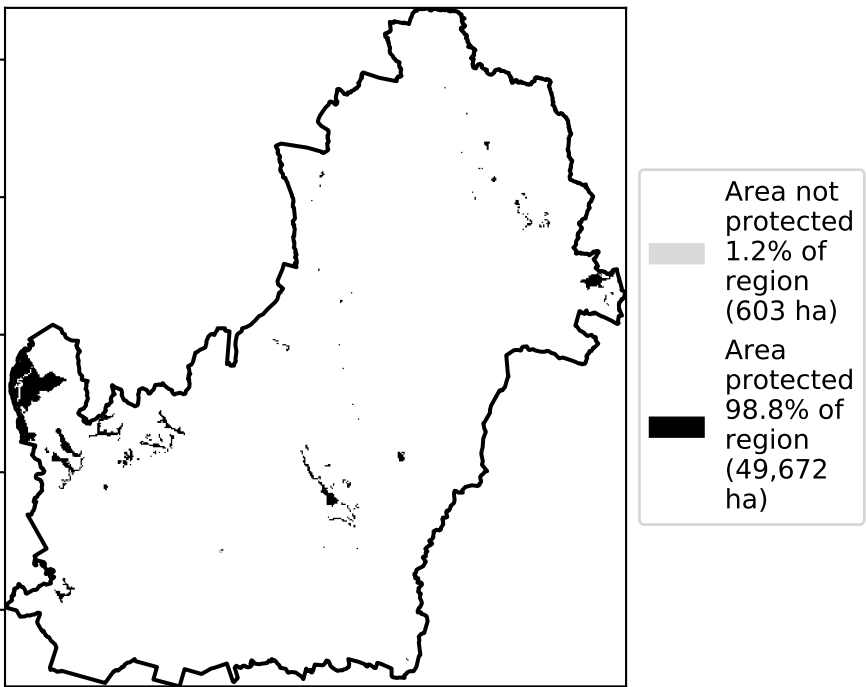 Area not
protected
1.2% of
region
(603 ha)
Area
protected
98.8% of
region
(49,672
ha)